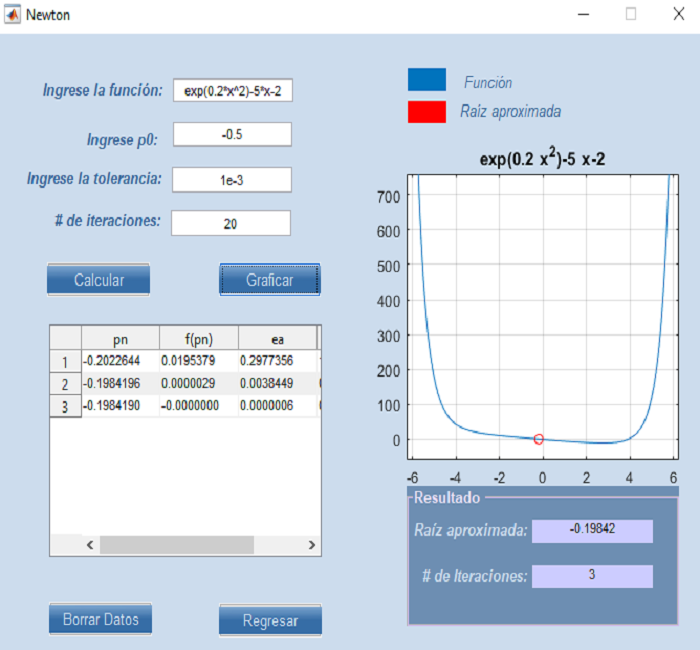 Newton
Ingrese la función: exp(0.2*x^2)-5*x-2
Ingrese p0: -0.5
Ingrese la tolerancia: 1e-3
# de iteraciones: 20
Calcular Graficar
pn f(pn) ea
1 -0.2022644 0.0195379 0.2977356
2 -0.1984196 0.0000029 0.0038449
3 -0.1984190 -0.0000000 0.0000006
Borrar Datos Regresar
Función
Raíz aproximada
exp(0.2 x^2)-5 x-2
700
600
500
400
300
200
100
0
-6 -4 -2 0 2 4 6
Resultado
Raíz aproximada: -0.19842
# de Iteraciones: 3